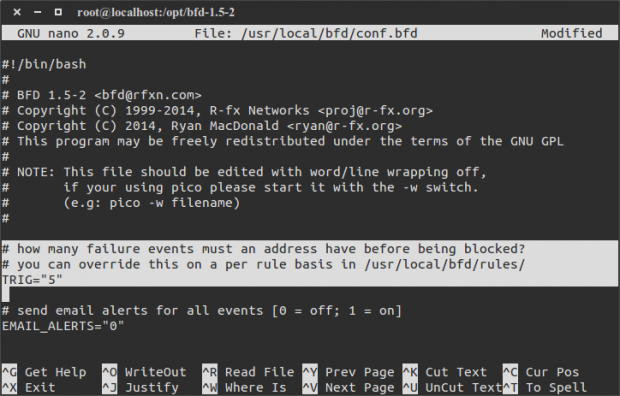 root@localhost:/opt/bfd-1.5-2
GNU nano 2.0.9 File: /usr/local/bfd/conf.bfd Modified
#!/bin/bash
#
# BFD 1.5-2 <bfd@rfxn.com>
# Copyright (C) 1999-2014, R-fx Networks <proj@r-fx.org>
# Copyright (C) 2014, Ryan MacDonald <ryan@r-fx.org>
# This program may be freely redistributed under the terms of the GNU GPL
#
# NOTE: This file should be edited with word/line wrapping off,
#       if your using pico please start it with the -w switch.
#       (e.g: pico -w filename)
#
# how many failure events must an address have before being blocked?
# you can override this on a per rule basis in /usr/local/bfd/rules/
TRIG="5"
# send email alerts for all events [0 = off; 1 = on]
EMAIL_ALERTS="0"
^G Get Help ^O WriteOut ^R Read File ^Y Prev Page ^K Cut Text ^C Cur Pos
^X Exit ^J Justify ^W Where Is ^V Next Page ^U UnCut Text ^T To Spell